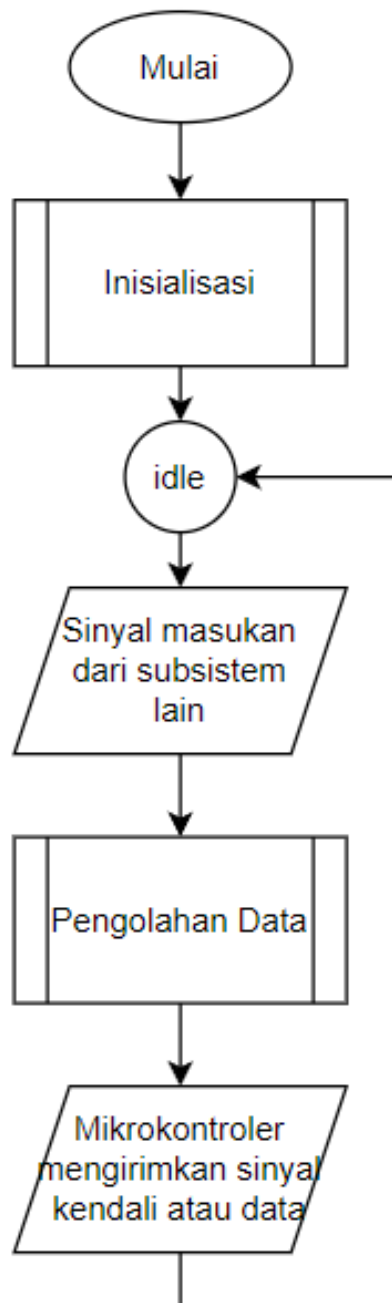 Mulai
Inisialisasi
idle
Sinyal masukan
dari subsistem
lain
Pengolahan Data
Mikrokontroler
mengirimkan sinyal
kendali atau data